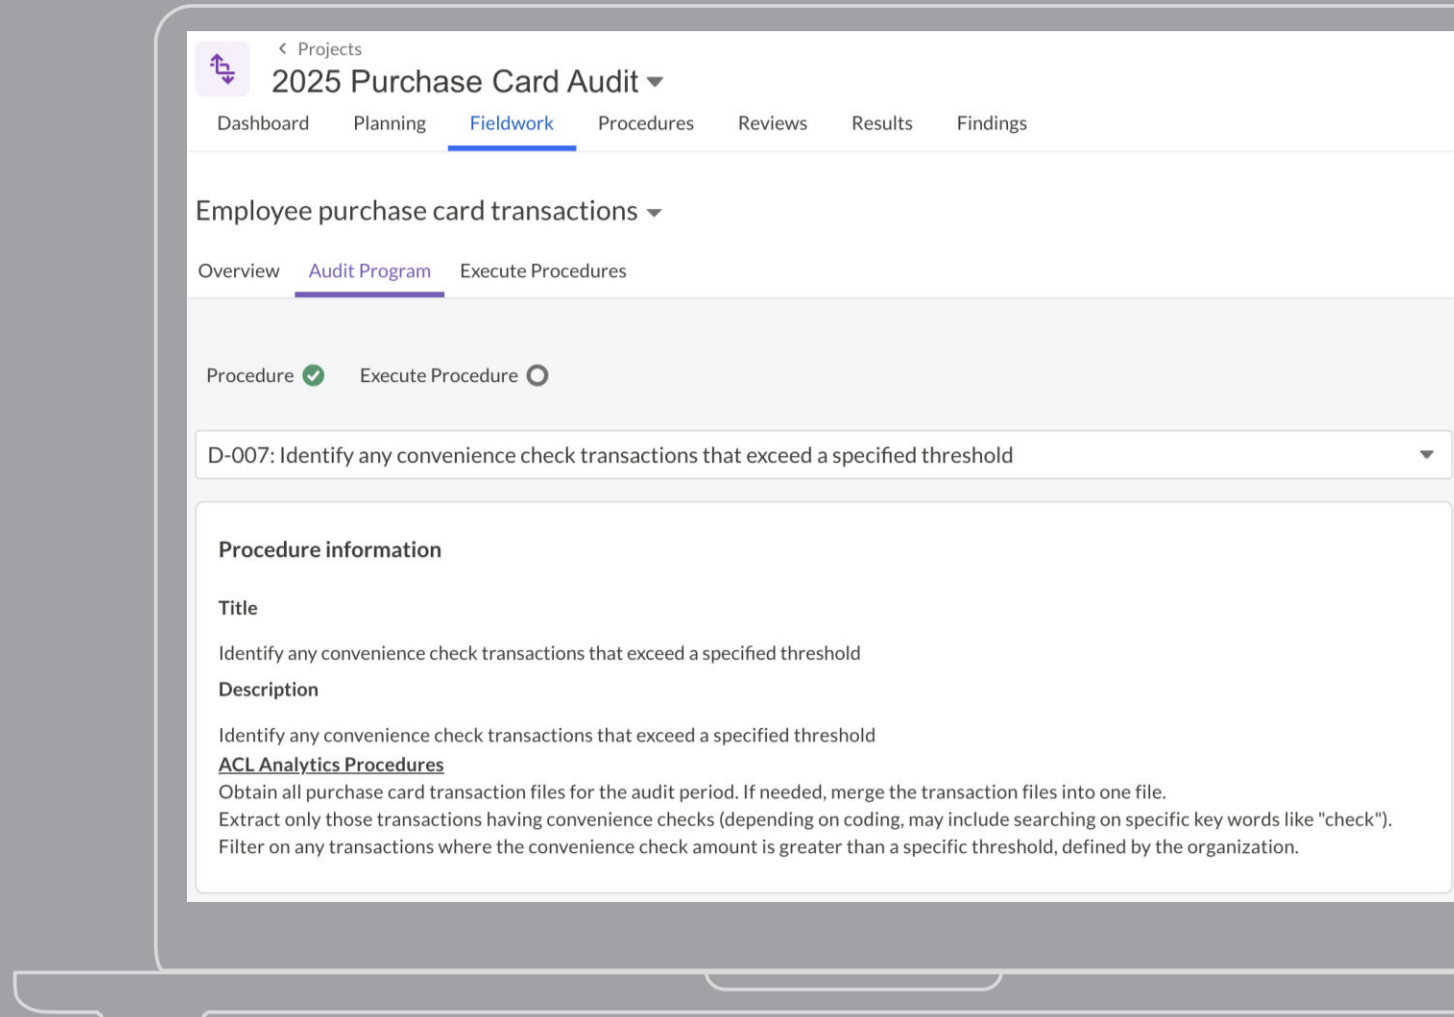 Projects
2025 Purchase Card Audit
Dashboard Planning Fieldwork Procedures Reviews Results Findings
Employee purchase card transactions
Overview Audit Program Execute Procedures
Procedure Execute Procedure
D-007: Identify any convenience check transactions that exceed a specified threshold
Procedure information
Title
Identify any convenience check transactions that exceed a specified threshold
Description
Identify any convenience check transactions that exceed a specified threshold
ACL Analytics Procedures
Obtain all purchase card transaction files for the audit period. If needed, merge the transaction files into one file.
Extract only those transactions having convenience checks (depending on coding, may include searching on specific key words like "check").
Filter on any transactions where the convenience check amount is greater than a specific threshold, defined by the organization.